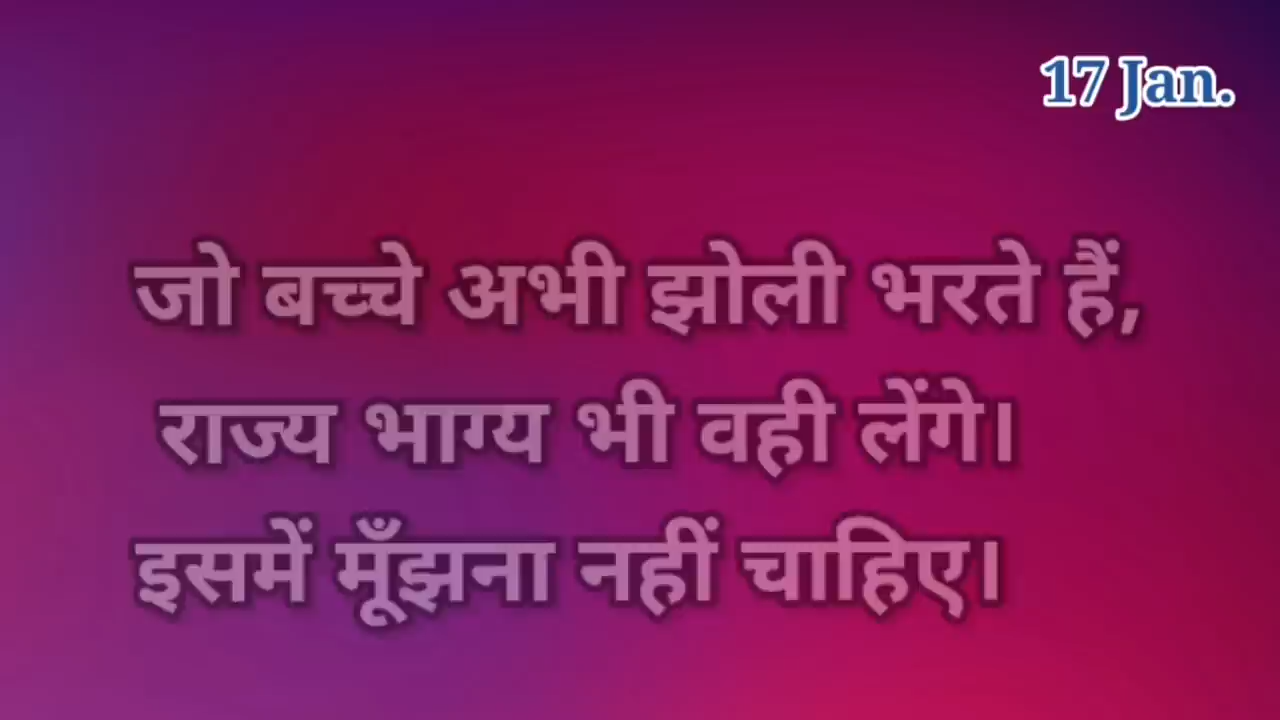 17 Jan.
जो बच्चे अभी झोली भरते हैं,
राज्य भाग्य भी वही लेंगे।
इसमें मूँझना नहीं चाहिए।